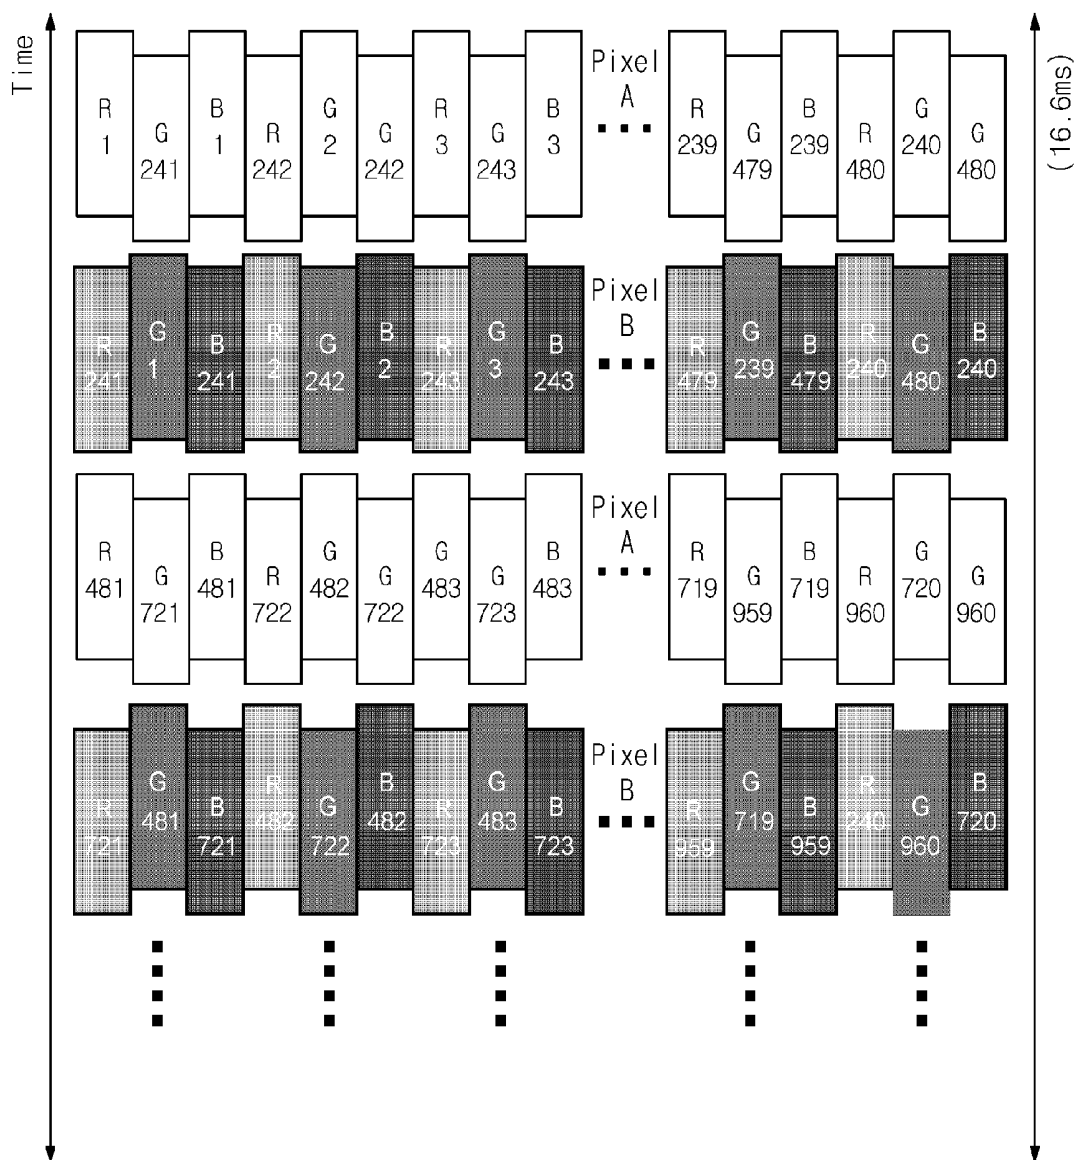 Time
(16.6ms)
R 1
G 241
B 1
R 242
G 2
G 242
R 3
G 243
B 3
Pixel A
R 239
G 479
B 239
R 480
G 240
G 480
R 241
G 1
B 241
R 2
G 242
B 2
R 243
G 3
B 243
Pixel B
R 479
G 239
B 479
R 240
G 480
B 240
R 481
G 721
B 481
R 722
G 482
G 722
G 483
G 723
B 483
Pixel A
R 719
G 959
B 719
R 960
G 720
G 960
R 721
G 481
B 721
R 482
G 722
B 482
R 723
G 483
B 723
Pixel B
R 959
G 719
B 959
R 240
G 960
B 720